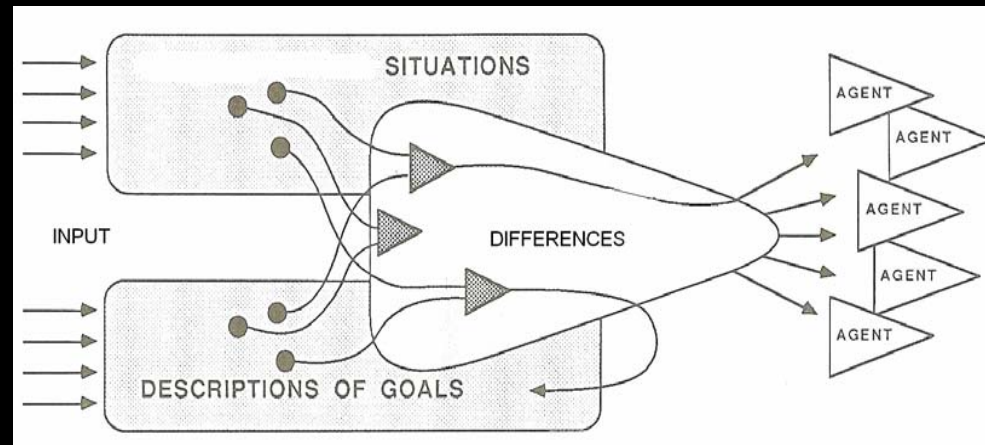 SITUATIONS
AGENT
AGENT
INPUT
DIFFERENCES
AGENT
AGENT
AGENT
DESCRIPTIONS OF GOALS